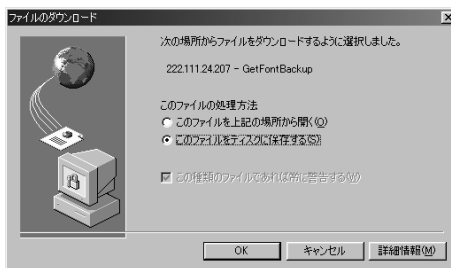 ファイルのダウンロード
次の場所からファイルをダウンロードするように選択しました。
222.111.24.207 - GetFontBackup
このファイルの処理方法
このファイルを上記の場所から開く(O)
このファイルをディスクに保存する(S)
この種類のファイルであれば常に警告する(W)
OK
キャンセル
詳細情報(M)